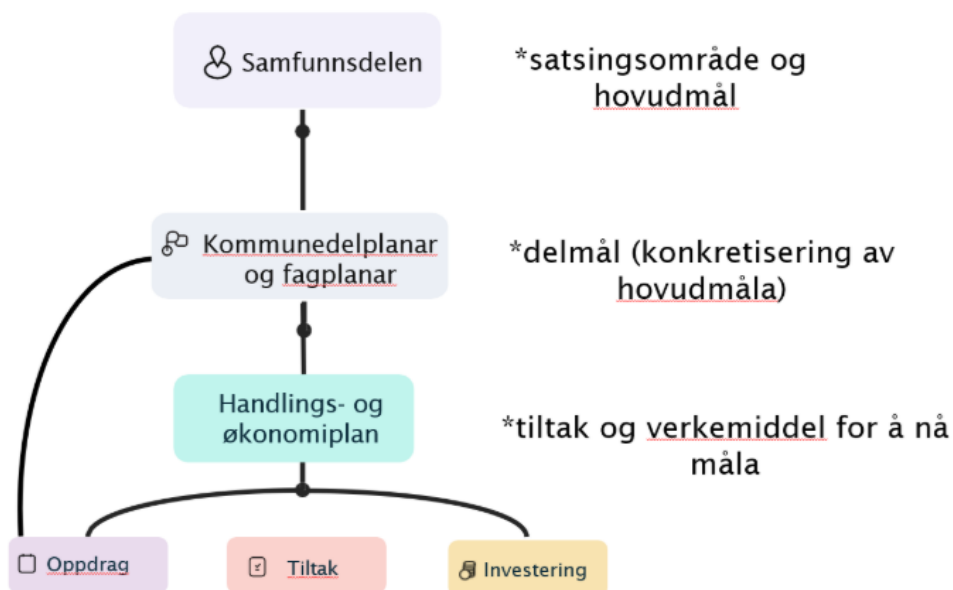 Samfunnsdelen
*satsingsområde og
hovudmål
Kommunedelplanar
og fagplanar
*delmål (konkretisering av
hovudmåla)
Handlings- og
økonomiplan
*tiltak og verkemiddel for å nå
måla
Oppdrag
Tiltak
Investering